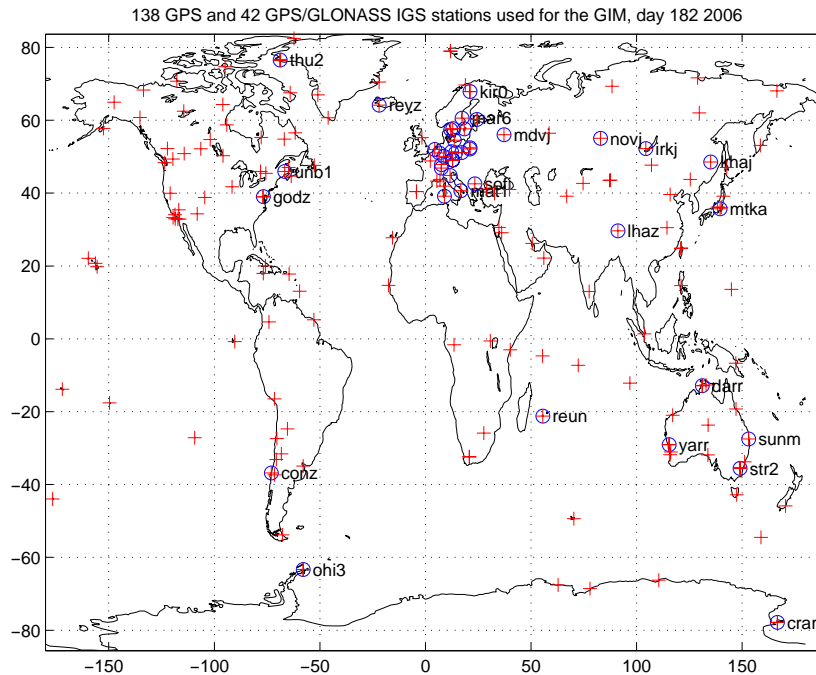 138 GPS and 42 GPS/GLONASS IGS stations used for the GIM, day 182 2006
80
60
40
20
0
−20
−40
−60
−80
thu2
kir0
reyz
mdvj
novj
irkj
khaj
unb1
godz
sofi
mtka
lhaz
darr
reun
yarr
sunm
str2
conz
ohi3
crar
−150
−100
−50
0
50
100
150